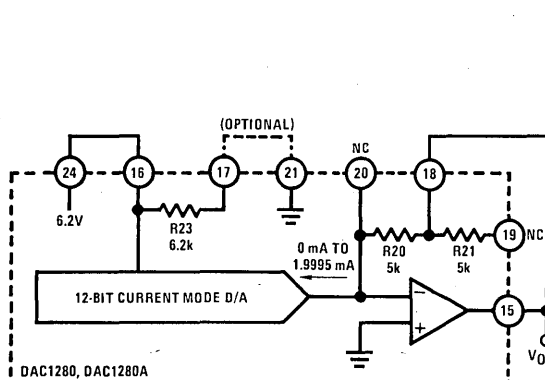 (OPTIONAL)
24
16
17
21
NC
20
18
6.2V
R23
6.2k
0 mA TO
1.9995 mA
R20
5k
R21
5k
19
NC
12-BIT CURRENT MODE D/A
−
+
15
VO
DAC1280, DAC1280A